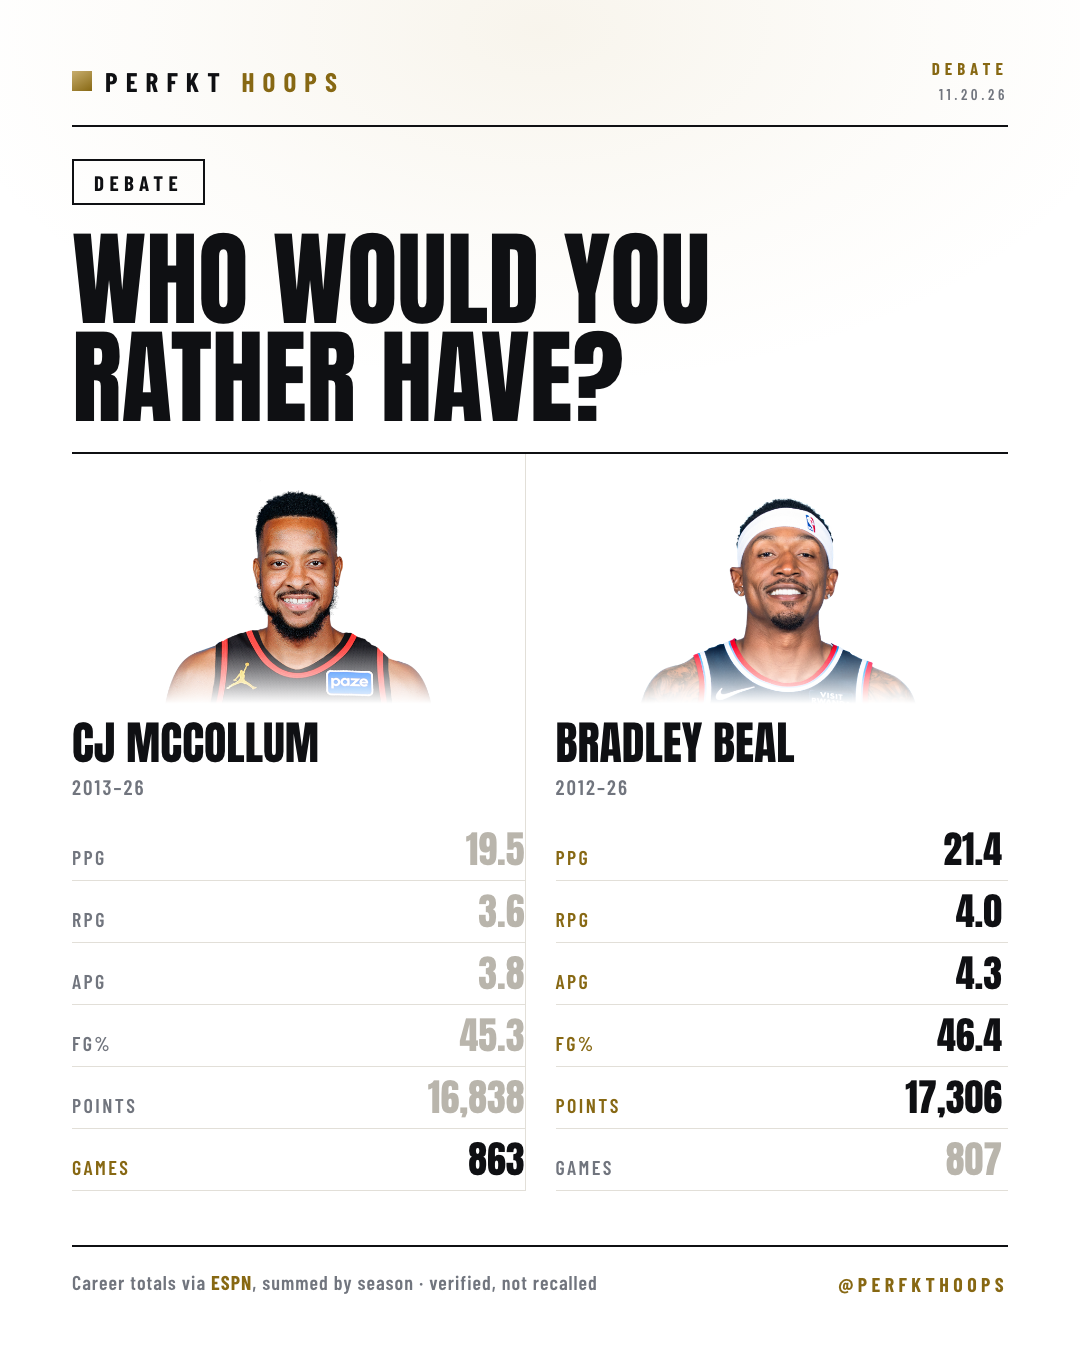 PERFKT HOOPS
DEBATE
11.20.26
DEBATE
WHO WOULD YOU
RATHER HAVE?
paze
VISIT
CJ MCCOLLUM
2013–26
PPG 19.5
RPG 3.6
APG 3.8
FG% 45.3
POINTS 16,838
GAMES 863
BRADLEY BEAL
2012–26
PPG 21.4
RPG 4.0
APG 4.3
FG% 46.4
POINTS 17,306
GAMES 807
Career totals via ESPN, summed by season · verified, not recalled
@PERFKTHOOPS